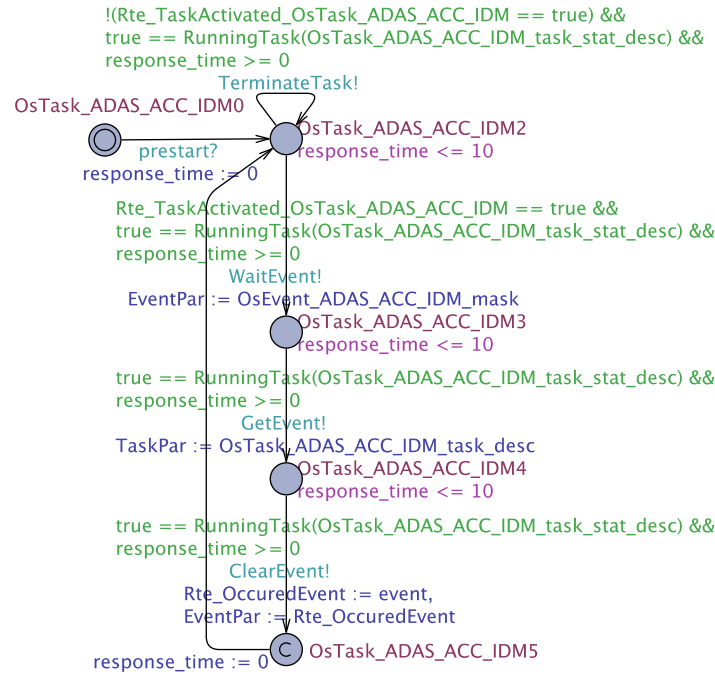 !(Rte_TaskActivated_OsTask_ADAS_ACC_IDM == true) &&
true == RunningTask(OsTask_ADAS_ACC_IDM_task_stat_desc) &&
response_time >= 0
TerminateTask!
OsTask_ADAS_ACC_IDM0
OsTask_ADAS_ACC_IDM2
prestart?
response_time <= 10
response_time := 0
Rte_TaskActivated_OsTask_ADAS_ACC_IDM == true &&
true == RunningTask(OsTask_ADAS_ACC_IDM_task_stat_desc) &&
response_time >= 0
WaitEvent!
EventPar := OsEvent_ADAS_ACC_IDM_mask
OsTask_ADAS_ACC_IDM3
response_time <= 10
true == RunningTask(OsTask_ADAS_ACC_IDM_task_stat_desc) &&
response_time >= 0
GetEvent!
TaskPar := OsTask_ADAS_ACC_IDM_task_desc
OsTask_ADAS_ACC_IDM4
response_time <= 10
true == RunningTask(OsTask_ADAS_ACC_IDM_task_stat_desc) &&
response_time >= 0
ClearEvent!
Rte_OccuredEvent := event,
EventPar := Rte_OccuredEvent
C
OsTask_ADAS_ACC_IDM5
response_time := 0